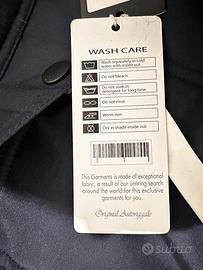 WASH CARE
Wash separately in cold
water with inside out
Do not bleach
Do not soak in
detergent for long time
Do not rinse
Warm iron
Dry in shade inside out
This Garments is made of exceptional
fabric, a result of our untiring search
around the world.for this exclusive
garments for you.
Original Autorizzato
subito